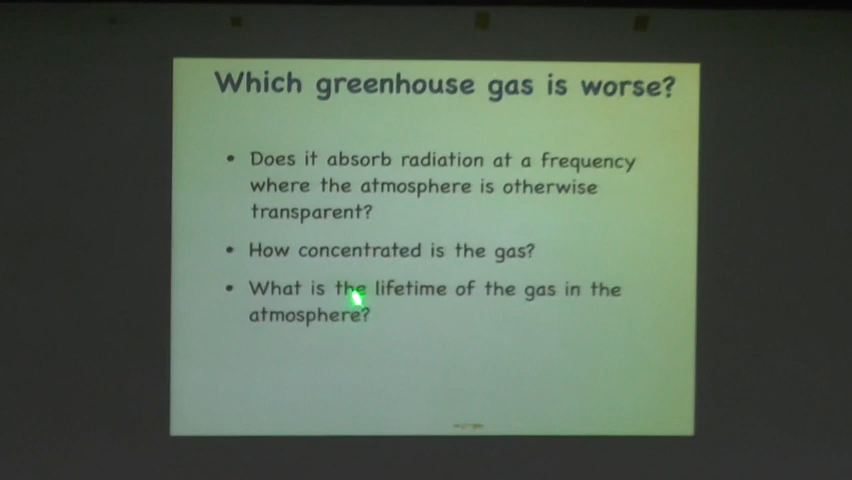 Which greenhouse gas is worse?
• Does it absorb radiation at a frequency
where the atmosphere is otherwise
transparent?
• How concentrated is the gas?
• What is the lifetime of the gas in the
atmosphere?